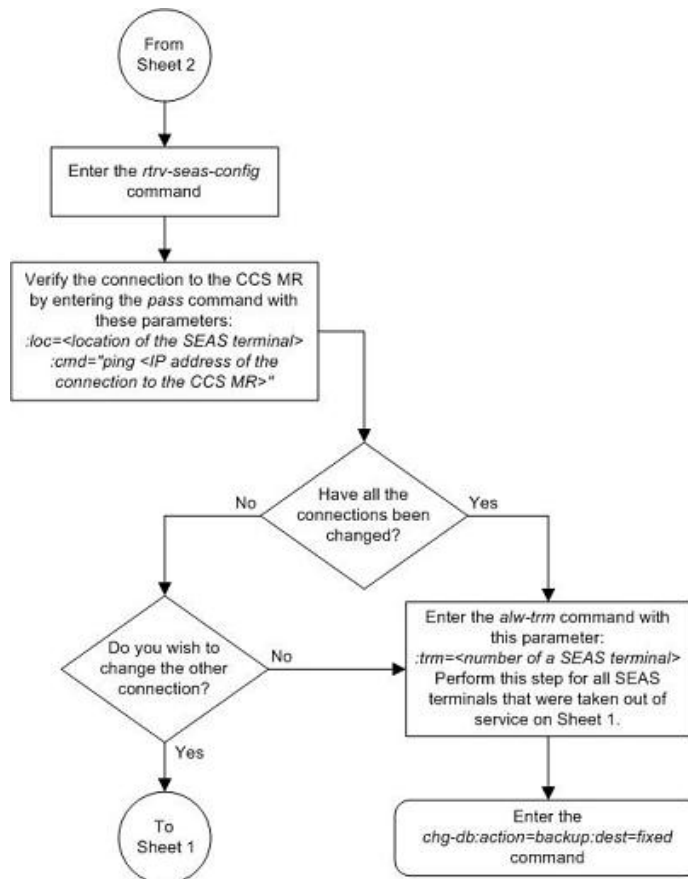 From
Sheet 2
Enter the rtrv-seas-config
command
Verify the connection to the CCS MR
by entering the pass command with
these parameters:
:loc=<location of the SEAS terminal>
:cmd="ping <IP address of the
connection to the CCS MR>"
Have all the
connections been
changed?
No
Yes
Do you wish to
change the other
connection?
No
Yes
Enter the alw-trm command with
this parameter:
:trm=<number of a SEAS terminal>
Perform this step for all SEAS
terminals that were taken out of
service on Sheet 1.
To
Sheet 1
Enter the
chg-db:action=backup:dest=fixed
command